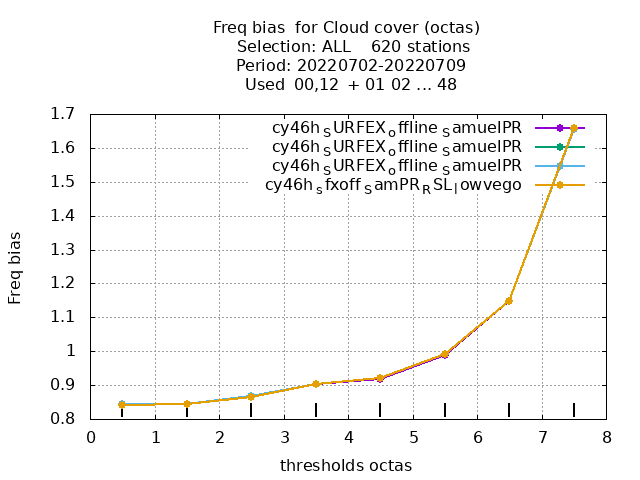 Freq bias  for Cloud cover (octas)
Selection: ALL    620 stations
Period: 20220702-20220709
Used  00,12  + 01 02 ... 48
1.7
1.6
1.5
1.4
1.3
1.2
1.1
1
0.9
0.8
Freq bias
cy46h_SURFEX_offline_SamuelPR
cy46h_SURFEX_offline_SamuelPR
cy46h_SURFEX_offline_SamuelPR
cy46h_sfxoff_SamPR_RSL_lowvego
0 1 2 3 4 5 6 7 8
thresholds octas